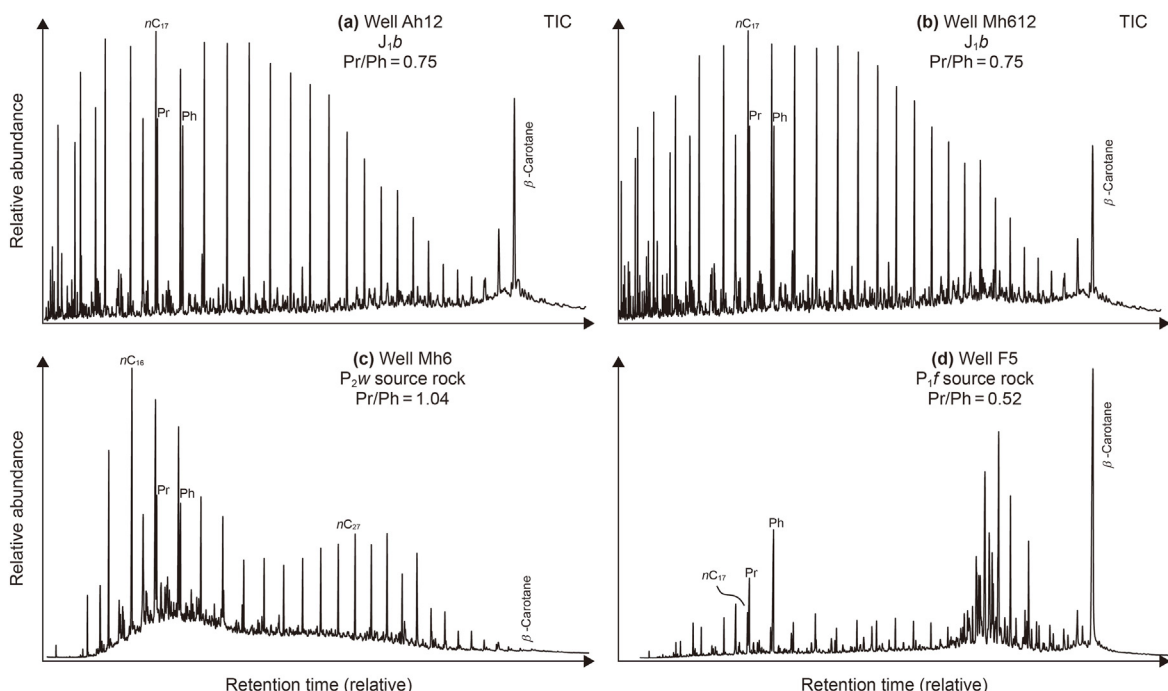 (a) Well Ah12
J₁b
Pr/Ph = 0.75
TIC
nC₁₇
Pr
Ph
β-Carotane
Relative abundance
(b) Well Mh612
J₁b
Pr/Ph = 0.75
TIC
nC₁₇
Pr
Ph
β-Carotane
(c) Well Mh6
P₂w source rock
Pr/Ph = 1.04
nC₁₆
Pr
Ph
nC₂₇
β-Carotane
Relative abundance
Retention time (relative)
(d) Well F5
P₁f source rock
Pr/Ph = 0.52
nC₁₇
Pr
Ph
β-Carotane
Retention time (relative)